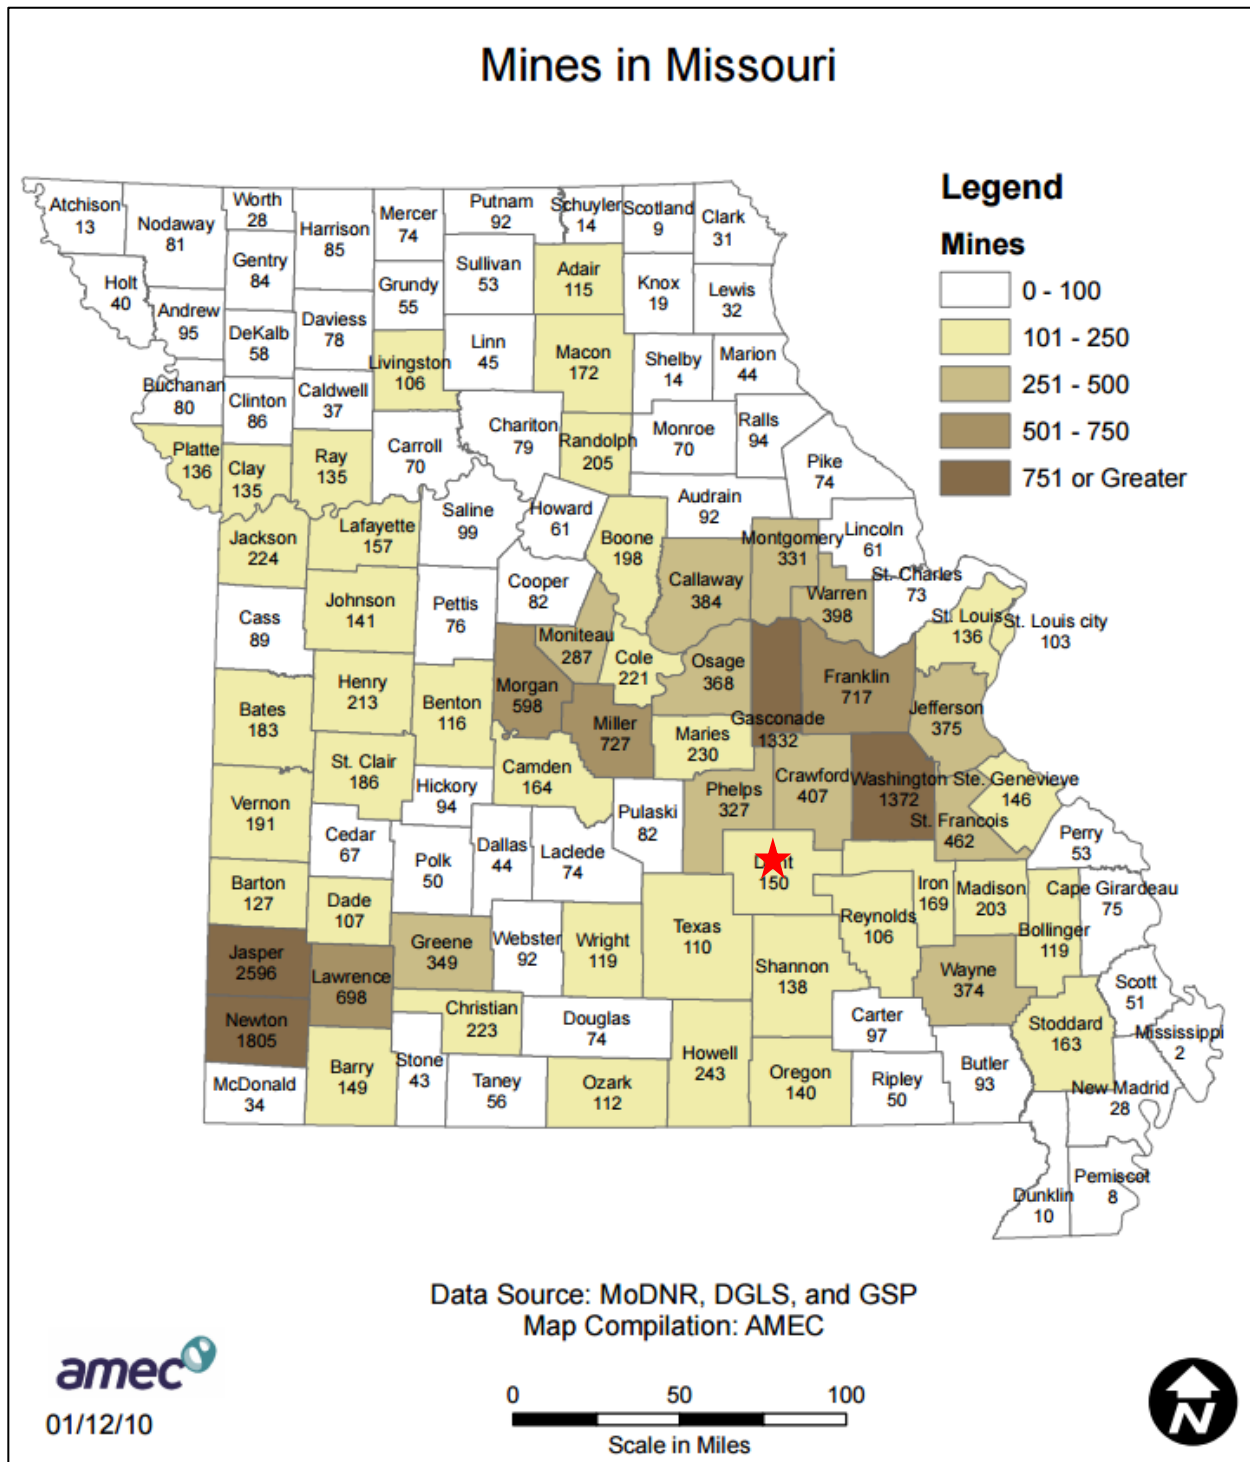 Mines in Missouri
Legend
Mines
0 - 100
101 - 250
251 - 500
501 - 750
751 or Greater
Atchison
13
Nodaway
81
Worth
28
Harrison
85
Mercer
74
Putnam
92
Schuyler
14
Scotland
9
Clark
31
Holt
40
Gentry
84
Grundy
55
Sullivan
53
Adair
115
Knox
19
Lewis
32
Andrew
95
DeKalb
58
Daviess
78
Livingston
106
Linn
45
Macon
172
Shelby
14
Marion
44
Buchanan
80
Clinton
86
Caldwell
37
Carroll
70
Chariton
79
Randolph
205
Monroe
70
Ralls
94
Pike
74
Platte
136
Clay
135
Ray
135
Saline
99
Howard
61
Audrain
92
Jackson
224
Lafayette
157
Boone
198
Callaway
384
Montgomery
331
Lincoln
61
Warren
398
St. Charles
73
St. Louis
136
St. Louis city
103
Cass
89
Johnson
141
Pettis
76
Cooper
82
Moniteau
287
Cole
221
Osage
368
Gasconade
1332
Franklin
717
Jefferson
375
Bates
183
Henry
213
Benton
116
Morgan
598
Miller
727
Maries
230
Phelps
327
Crawford
407
Washington
1372
Ste. Genevieve
146
St. Francois
462
Perry
53
Vernon
191
St. Clair
186
Hickory
94
Camden
164
Pulaski
82
Cedar
67
Polk
50
Dallas
44
Laclede
74
150
Barton
127
Dade
107
Greene
349
Webster
92
Wright
119
Texas
110
Reynolds
106
Iron
169
Madison
203
Cape Girardeau
75
Bollinger
119
Jasper
2596
Lawrence
698
Christian
223
Douglas
74
Shannon
138
Wayne
374
Scott
51
Newton
1805
Barry
149
Stone
43
Taney
56
Ozark
112
Howell
243
Oregon
140
Carter
97
Ripley
50
Butler
93
Stoddard
163
Mississippi
2
McDonald
34
New Madrid
28
Dunklin
10
Pemiscot
8
Data Source: MoDNR, DGLS, and GSP
Map Compilation: AMEC
amec
01/12/10
0 50 100
Scale in Miles
N